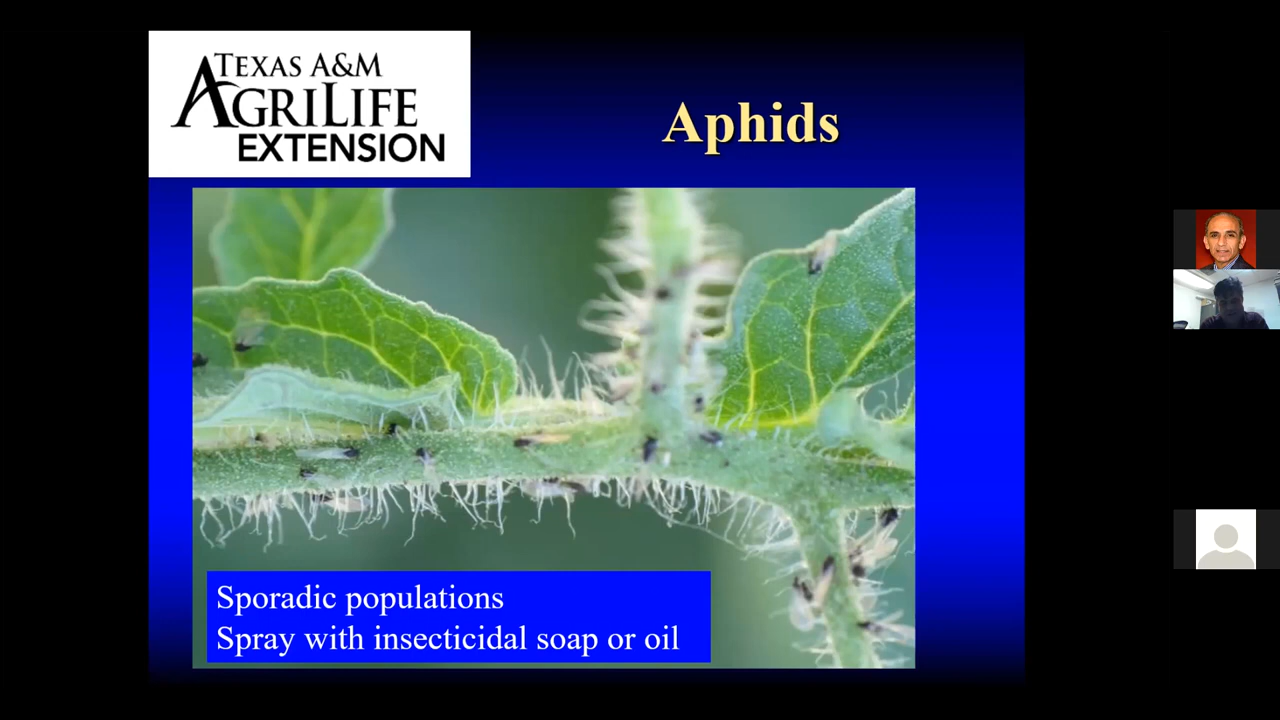 TEXAS A&M
AGRILIFE
EXTENSION
Aphids
Sporadic populations
Spray with insecticidal soap or oil